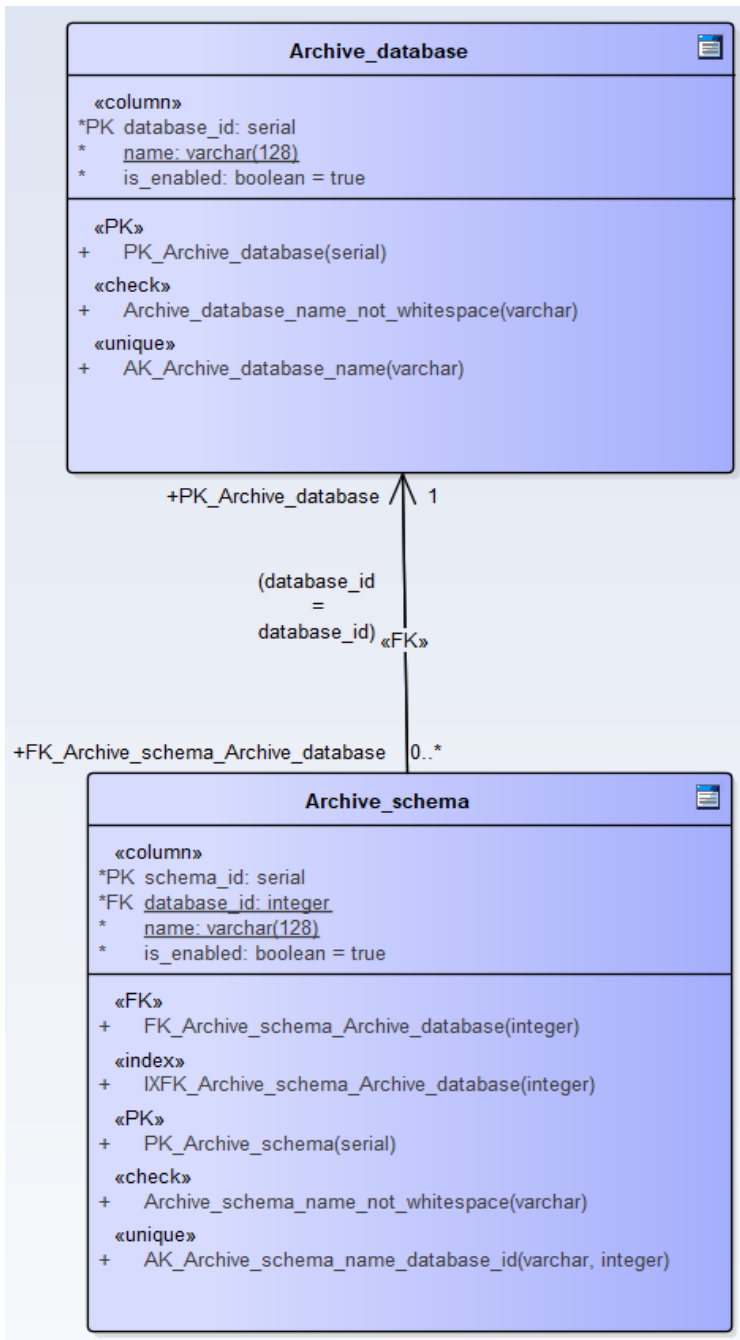 Archive_database
«column»
*PK database_id: serial
* name: varchar(128)
* is_enabled: boolean = true
«PK»
+ PK_Archive_database(serial)
«check»
+ Archive_database_name_not_whitespace(varchar)
«unique»
+ AK_Archive_database_name(varchar)
+PK_Archive_database 1
(database_id
=
database_id) «FK»
+FK_Archive_schema_Archive_database 0..*
Archive_schema
«column»
*PK schema_id: serial
*FK database_id: integer
* name: varchar(128)
* is_enabled: boolean = true
«FK»
+ FK_Archive_schema_Archive_database(integer)
«index»
+ IXFK_Archive_schema_Archive_database(integer)
«PK»
+ PK_Archive_schema(serial)
«check»
+ Archive_schema_name_not_whitespace(varchar)
«unique»
+ AK_Archive_schema_name_database_id(varchar, integer)